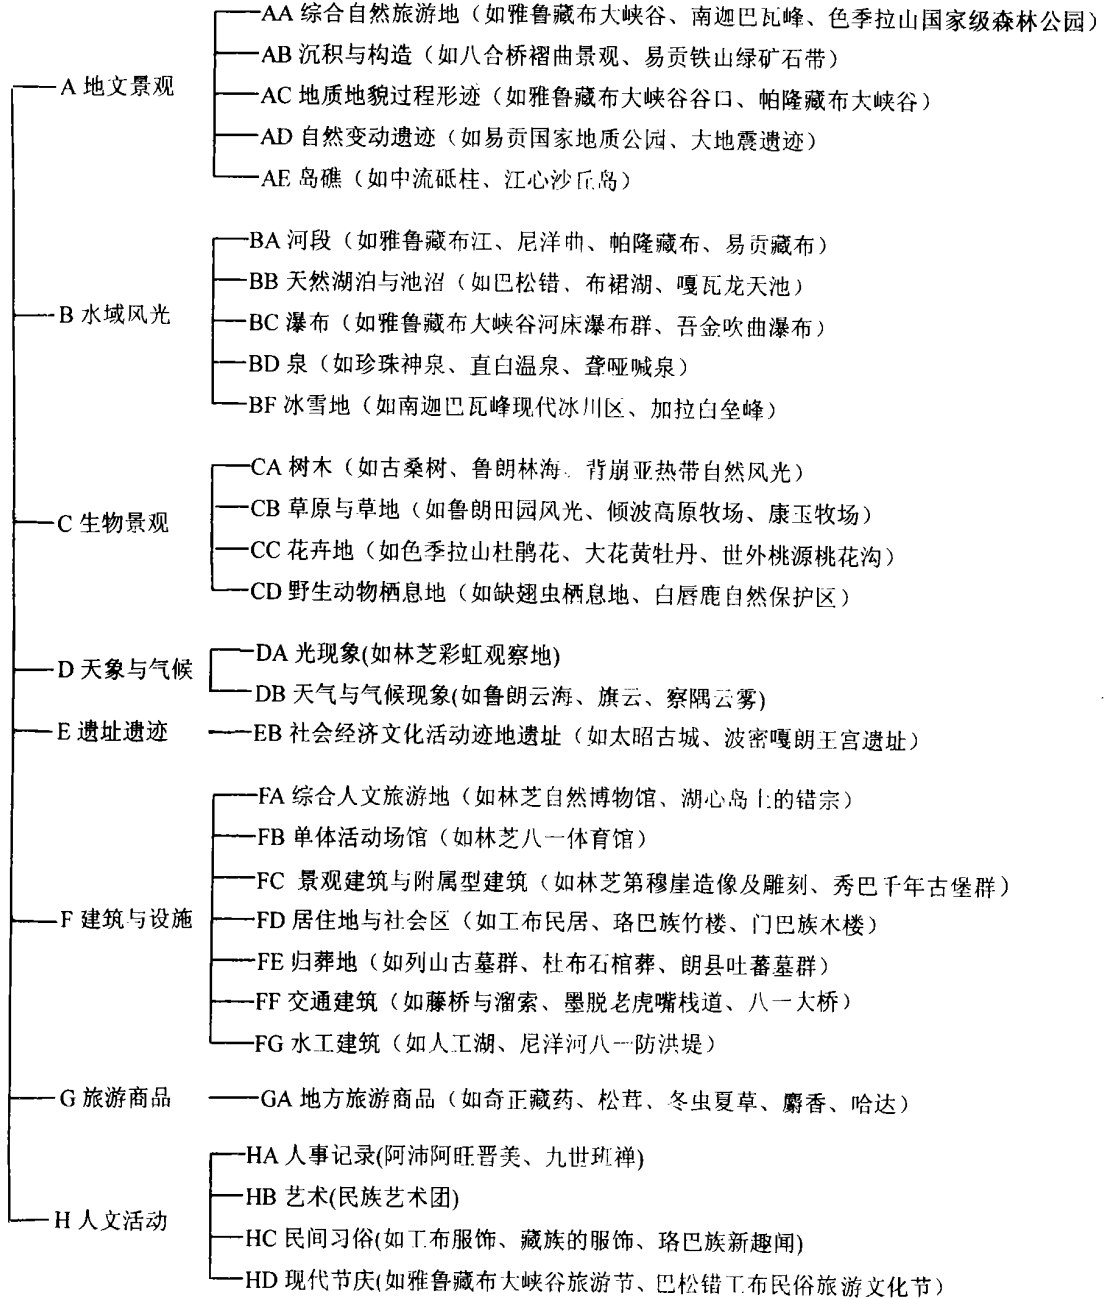 A 地文景观
AA 综合自然旅游地（如雅鲁藏布大峡谷、南迦巴瓦峰、色季拉山国家级森林公园）
AB 沉积与构造（如八合桥褶曲景观、易贡铁山绿矿石带）
AC 地质地貌过程形迹（如雅鲁藏布大峡谷谷口、帕隆藏布大峡谷）
AD 自然变动遗迹（如易贡国家地质公园、大地震遗迹）
AE 岛礁（如中流砥柱、江心沙丘岛）
B 水域风光
BA 河段（如雅鲁藏布江、尼洋曲、帕隆藏布、易贡藏布）
BB 天然湖泊与池沼（如巴松错、布裙湖、嘎瓦龙天池）
BC 瀑布（如雅鲁藏布大峡谷河床瀑布群、吾金吹曲瀑布）
BD 泉（如珍珠神泉、直白温泉、聋哑喊泉）
BF 冰雪地（如南迦巴瓦峰现代冰川区、加拉白垒峰）
C 生物景观
CA 树木（如古桑树、鲁朗林海、背崩亚热带自然风光）
CB 草原与草地（如鲁朗田园风光、倾波高原牧场、康玉牧场）
CC 花卉地（如色季拉山杜鹃花、大花黄牡丹、世外桃源桃花沟）
CD 野生动物栖息地（如缺翅虫栖息地、白唇鹿自然保护区）
D 天象与气候
DA 光现象(如林芝彩虹观察地)
DB 天气与气候现象(如鲁朗云海、旗云、察隅云雾)
E 遗址遗迹
EB 社会经济文化活动迹地遗址（如太昭古城、波密嘎朗王宫遗址）
F 建筑与设施
FA 综合人文旅游地（如林芝自然博物馆、湖心岛上的错宗）
FB 单体活动场馆（如林芝八一体育馆）
FC 景观建筑与附属型建筑（如林芝第穆崖造像及雕刻、秀巴千年古堡群）
FD 居住地与社会区（如工布民居、珞巴族竹楼、门巴族木楼）
FE 归葬地（如列山古墓群、杜布石棺葬、朗县吐蕃墓群）
FF 交通建筑（如藤桥与溜索、墨脱老虎嘴栈道、八一大桥）
FG 水工建筑（如人工湖、尼洋河八一防洪堤）
G 旅游商品
GA 地方旅游商品（如奇正藏药、松茸、冬虫夏草、麝香、哈达）
H 人文活动
HA 人事记录(阿沛阿旺晋美、九世班禅)
HB 艺术(民族艺术团)
HC 民间习俗(如工布服饰、藏族的服饰、珞巴族新趣闻)
HD 现代节庆(如雅鲁藏布大峡谷旅游节、巴松错工布民俗旅游文化节）